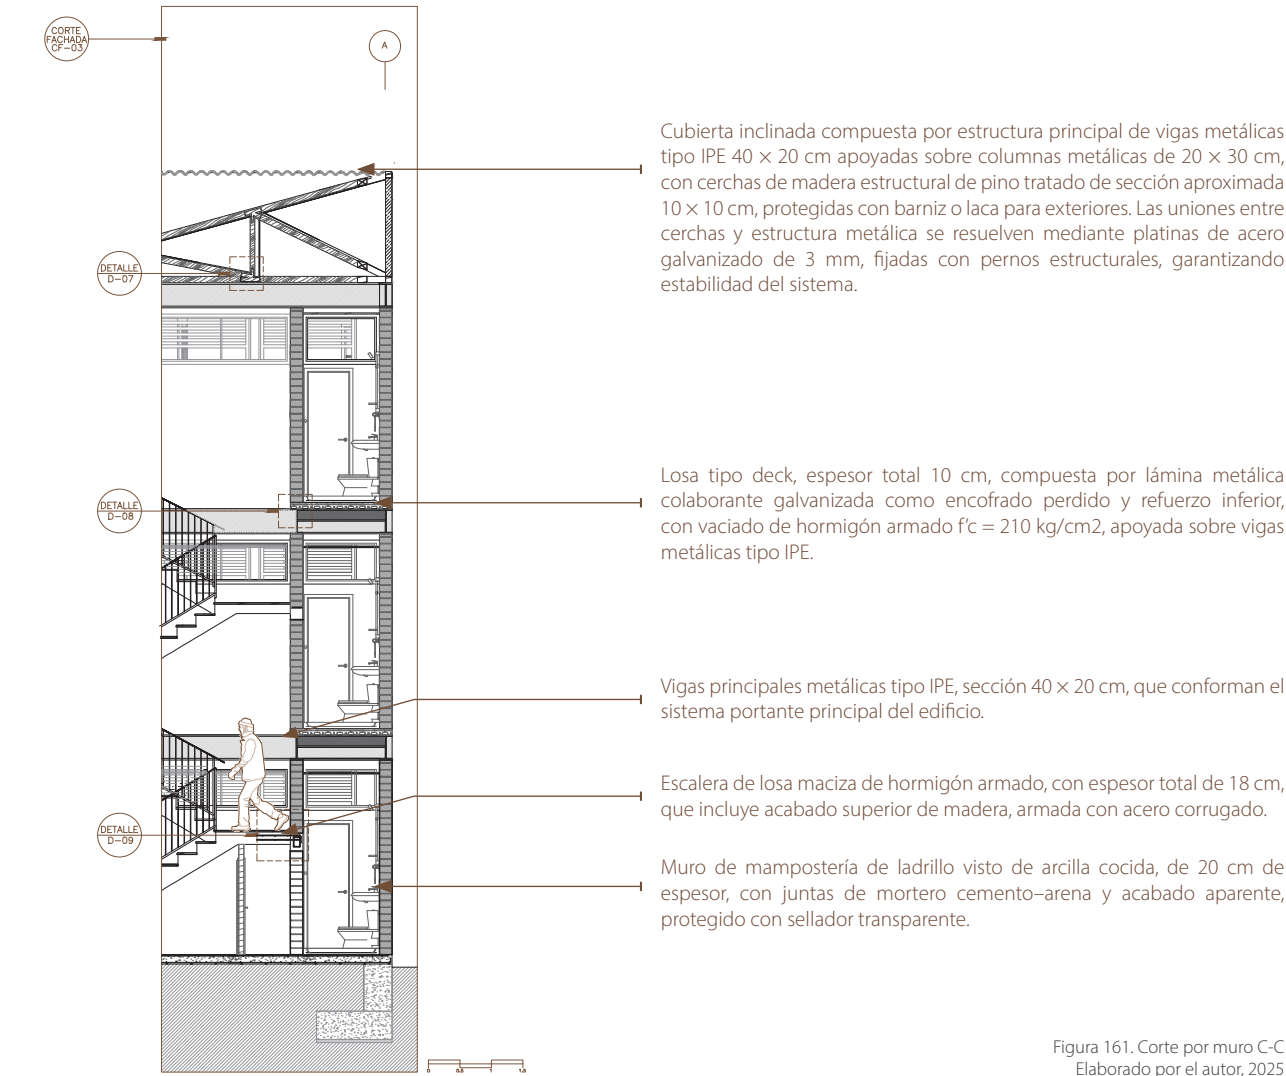 CORTE
FACHADA
CF-03
A
Cubierta inclinada compuesta por estructura principal de vigas metálicas
tipo IPE 40 × 20 cm apoyadas sobre columnas metálicas de 20 × 30 cm,
con cerchas de madera estructural de pino tratado de sección aproximada
10 × 10 cm, protegidas con barniz o laca para exteriores. Las uniones entre
cerchas y estructura metálica se resuelven mediante platinas de acero
galvanizado de 3 mm, fijadas con pernos estructurales, garantizando
estabilidad del sistema.
DETALLE
D-07
Losa tipo deck, espesor total 10 cm, compuesta por lámina metálica
colaborante galvanizada como encofrado perdido y refuerzo inferior,
con vaciado de hormigón armado f'c = 210 kg/cm2, apoyada sobre vigas
metálicas tipo IPE.
DETALLE
D-08
Vigas principales metálicas tipo IPE, sección 40 × 20 cm, que conforman el
sistema portante principal del edificio.
Escalera de losa maciza de hormigón armado, con espesor total de 18 cm,
que incluye acabado superior de madera, armada con acero corrugado.
DETALLE
D-09
Muro de mampostería de ladrillo visto de arcilla cocida, de 20 cm de
espesor, con juntas de mortero cemento–arena y acabado aparente,
protegido con sellador transparente.
0 0.5 1 1.5
Figura 161. Corte por muro C-C
Elaborado por el autor, 2025